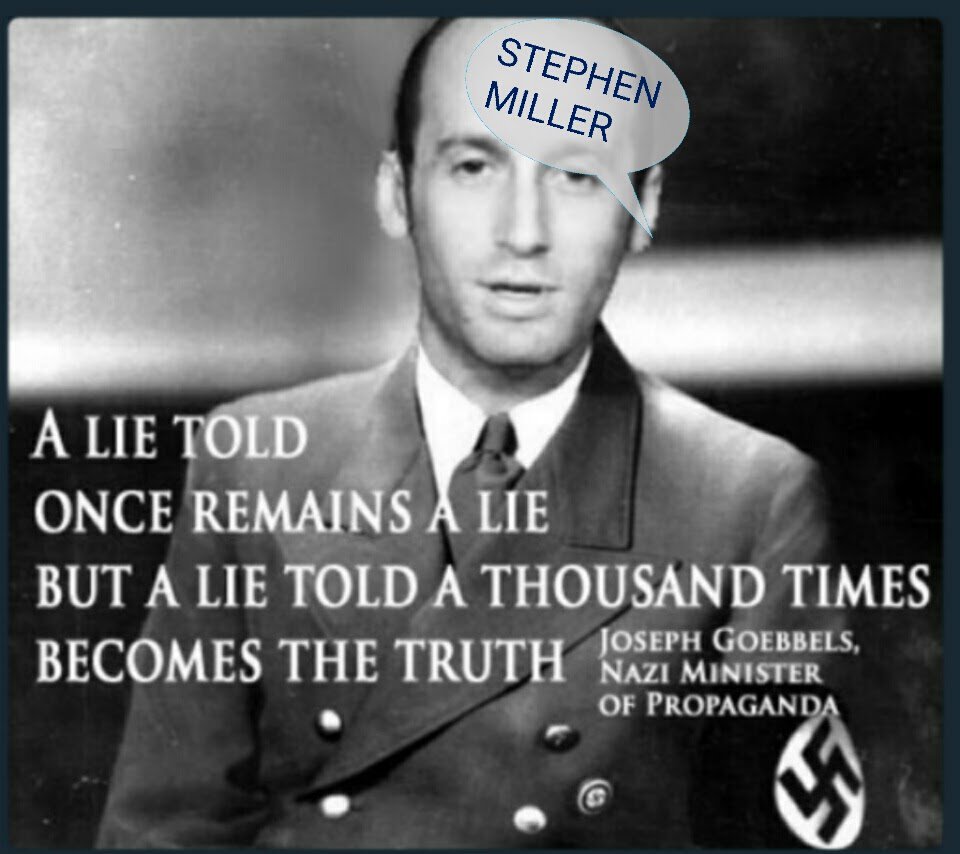 STEPHEN
MILLER
A LIE TOLD
ONCE REMAINS A LIE
BUT A LIE TOLD A THOUSAND TIMES
BECOMES THE TRUTH
JOSEPH GOEBBELS,
NAZI MINISTER
OF PROPAGANDA